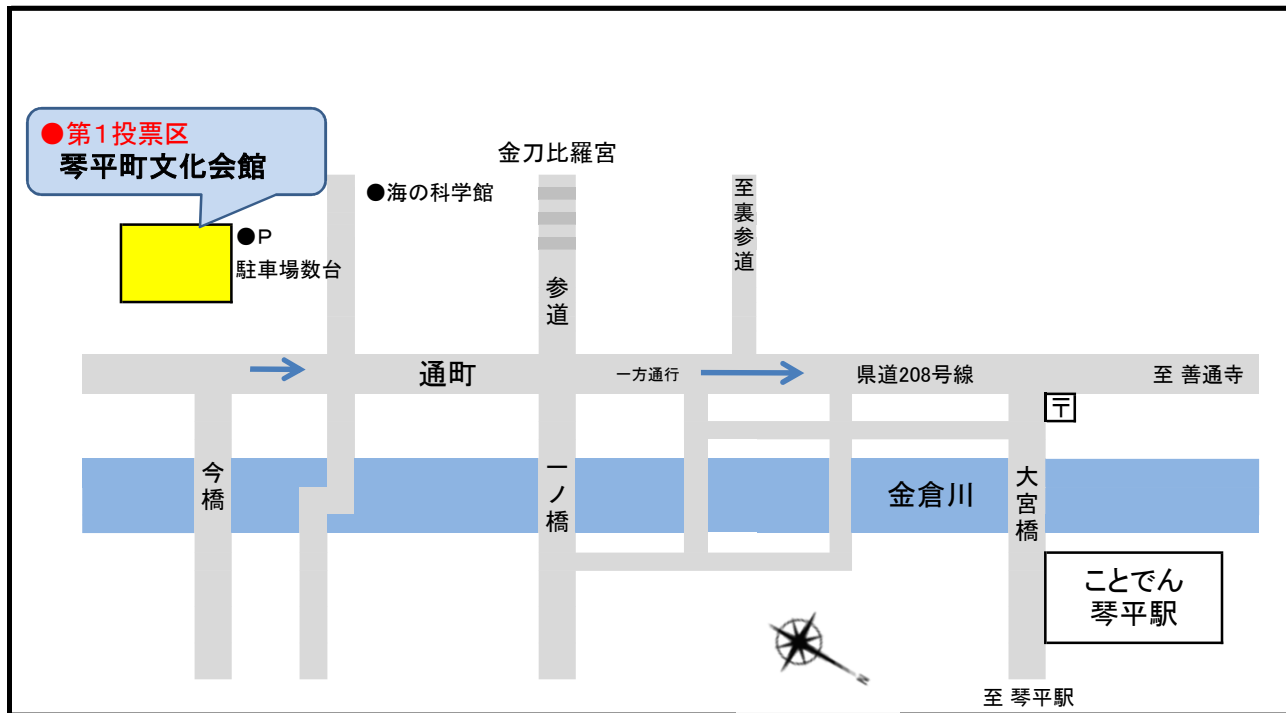 ●第1投票区
琴平町文化会館
●P
駐車場数台
●海の科学館
金刀比羅宮
参道
至裏参道
通町
一方通行
県道208号線
至 善通寺
〒
今橋
一ノ橋
金倉川
大宮橋
ことでん
琴平駅
N
至 琴平駅